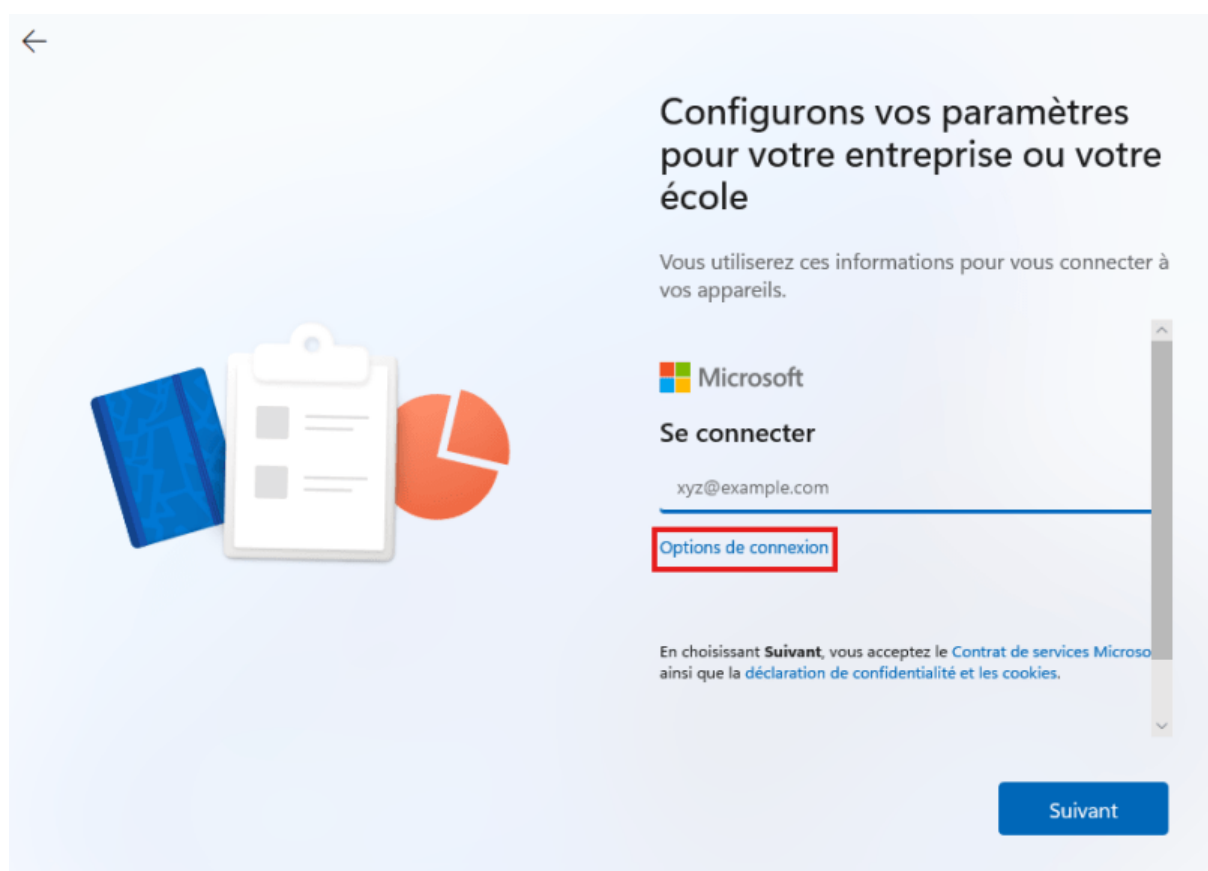 Configurons vos paramètres
pour votre entreprise ou votre
école
Vous utiliserez ces informations pour vous connecter à
vos appareils.
Microsoft
Se connecter
xyz@example.com
Options de connexion
En choisissant Suivant, vous acceptez le Contrat de services Microso
ainsi que la déclaration de confidentialité et les cookies.
Suivant